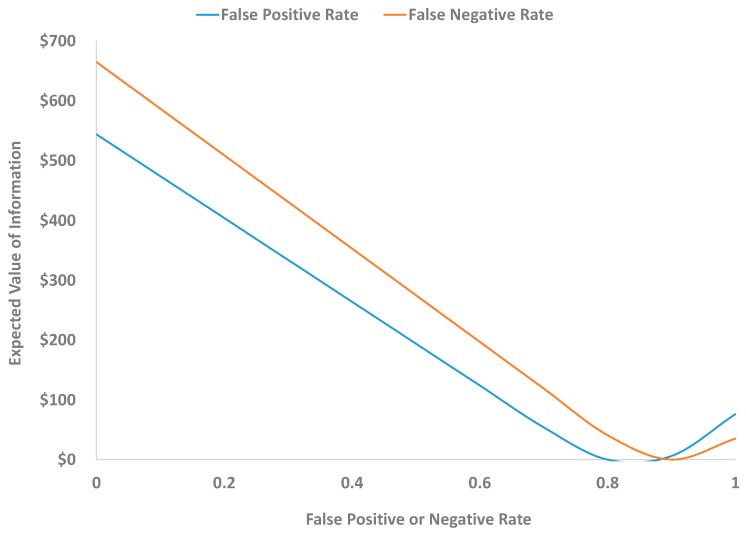 False Positive Rate False Negative Rate
$700
$600
$500
$400
$300
$200
$100
$0
Expected Value of Information
0 0.2 0.4 0.6 0.8 1
False Positive or Negative Rate